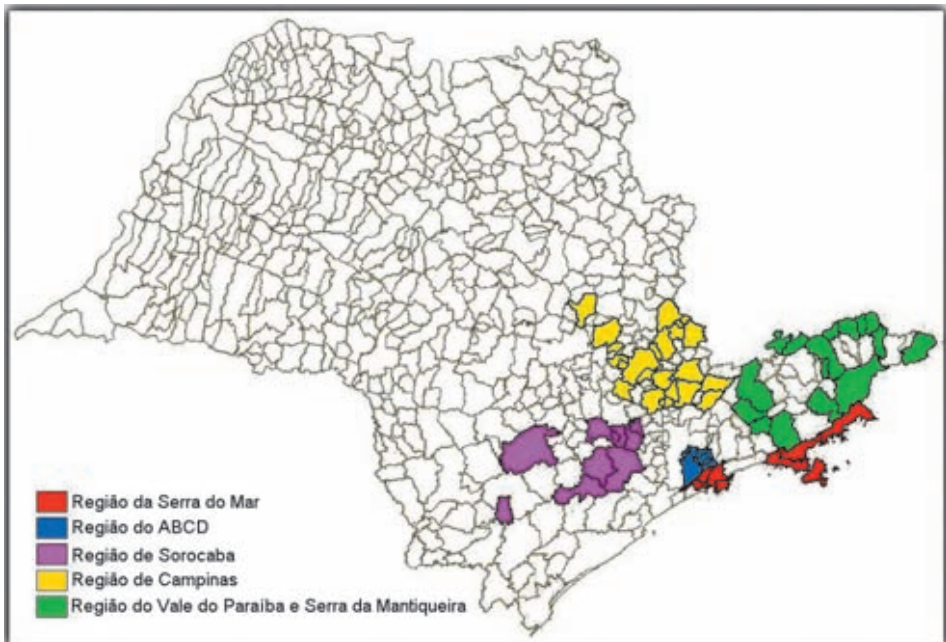 Região da Serra do Mar
Região do ABCD
Região de Sorocaba
Região de Campinas
Região do Vale do Paraíba e Serra da Mantiqueira